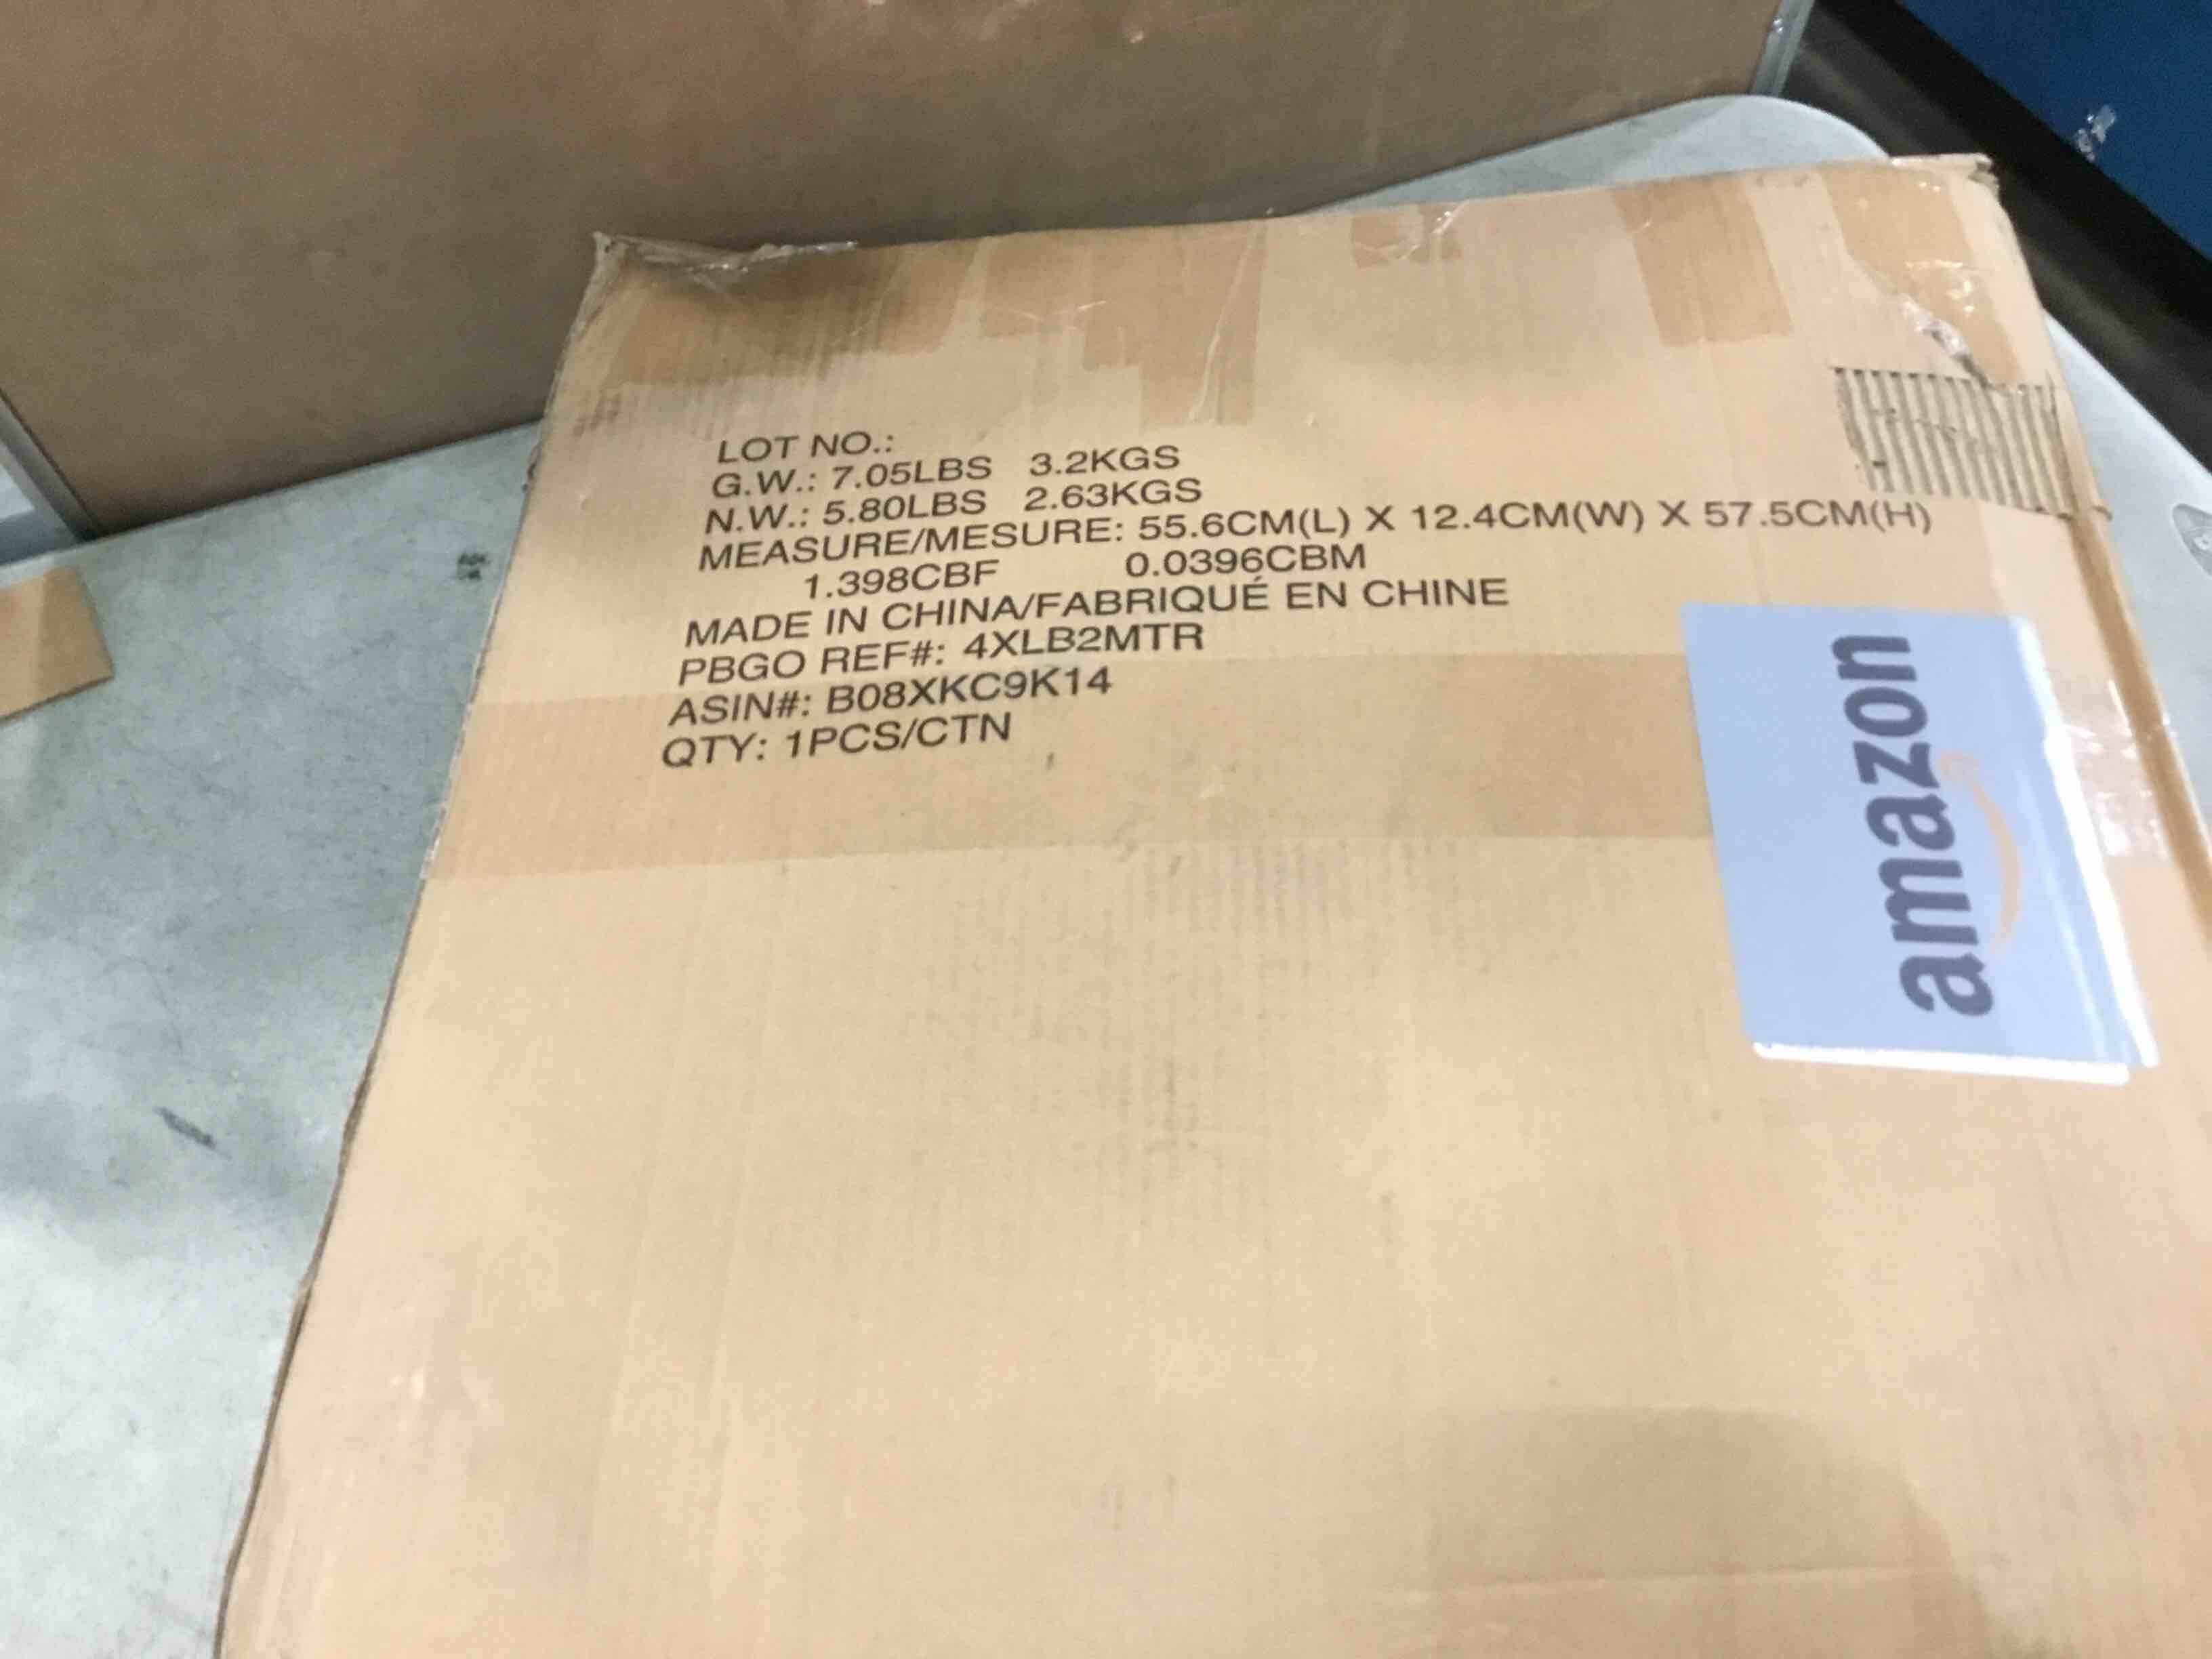 LOT NO.:
G.W.: 7.05LBS 3.2KGS
N.W.: 5.80LBS 2.63KGS
MEASURE/MESURE: 55.6CM(L) X 12.4CM(W) X 57.5CM(H)
1.398CBF 0.0396CBM
MADE IN CHINA/FABRIQUÉ EN CHINE
PBGO REF#: 4XLB2MTR
ASIN#: B08XKC9K14
QTY: 1PCS/CTN
amazon